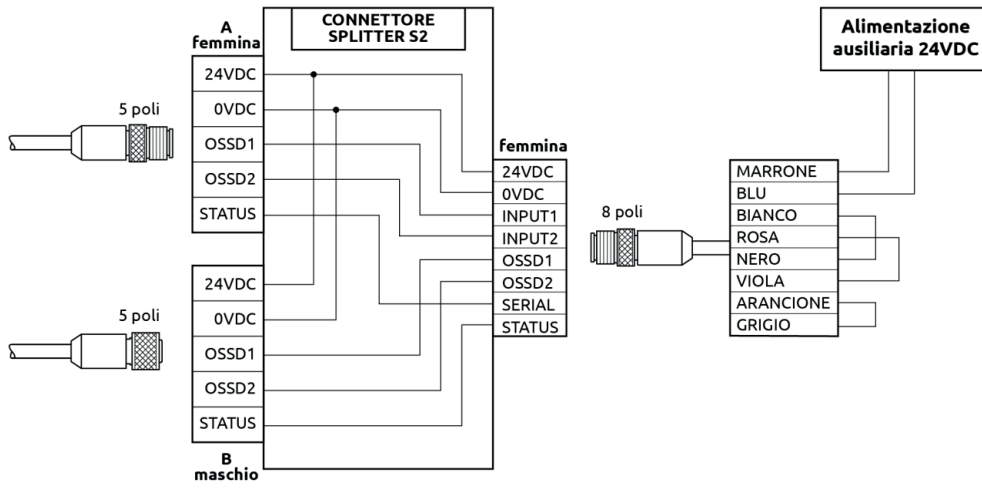 CONNETTORE
SPLITTER S2
A
femmina
24VDC
0VDC
OSSD1
OSSD2
STATUS
5 poli
24VDC
0VDC
OSSD1
OSSD2
STATUS
5 poli
B
maschio
femmina
24VDC
0VDC
INPUT1
INPUT2
OSSD1
OSSD2
SERIAL
STATUS
8 poli
Alimentazione
ausiliaria 24VDC
MARRONE
BLU
BIANCO
ROSA
NERO
VIOLA
ARANCIONE
GRIGIO